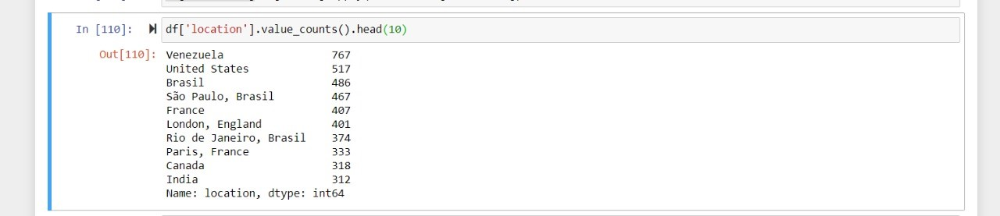 In [110]: df['location'].value_counts().head(10)
Out[110]: Venezuela 767
United States 517
Brasil 486
São Paulo, Brasil 467
France 407
London, England 401
Rio de Janeiro, Brasil 374
Paris, France 333
Canada 318
India 312
Name: location, dtype: int64